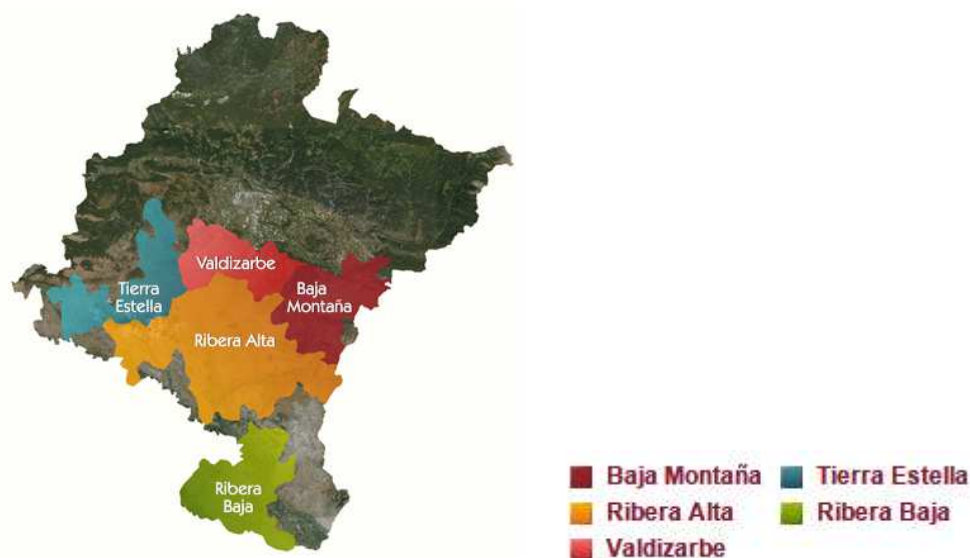 Valdizarbe
Tierra
Estella
Baja
Montaña
Ribera Alta
Ribera
Baja
Baja Montaña
Tierra Estella
Ribera Alta
Ribera Baja
Valdizarbe